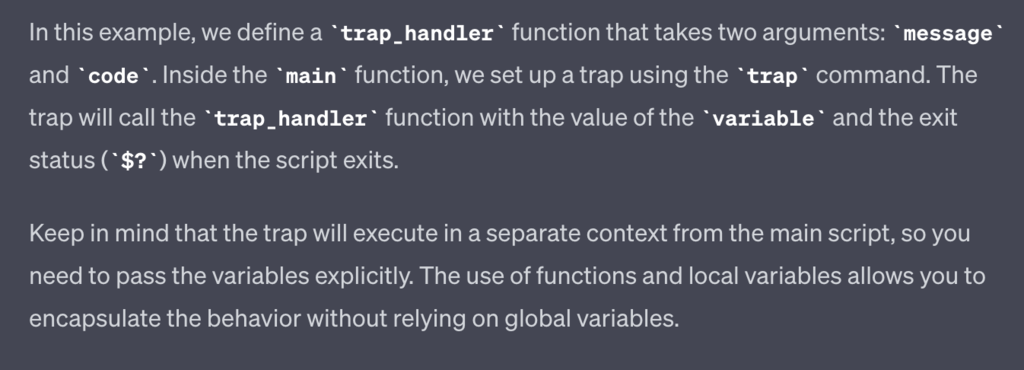 In this example, we define a `trap_handler` function that takes two arguments: `message`
and `code`. Inside the `main` function, we set up a trap using the `trap` command. The
trap will call the `trap_handler` function with the value of the `variable` and the exit
status (`$?`) when the script exits.
Keep in mind that the trap will execute in a separate context from the main script, so you
need to pass the variables explicitly. The use of functions and local variables allows you to
encapsulate the behavior without relying on global variables.